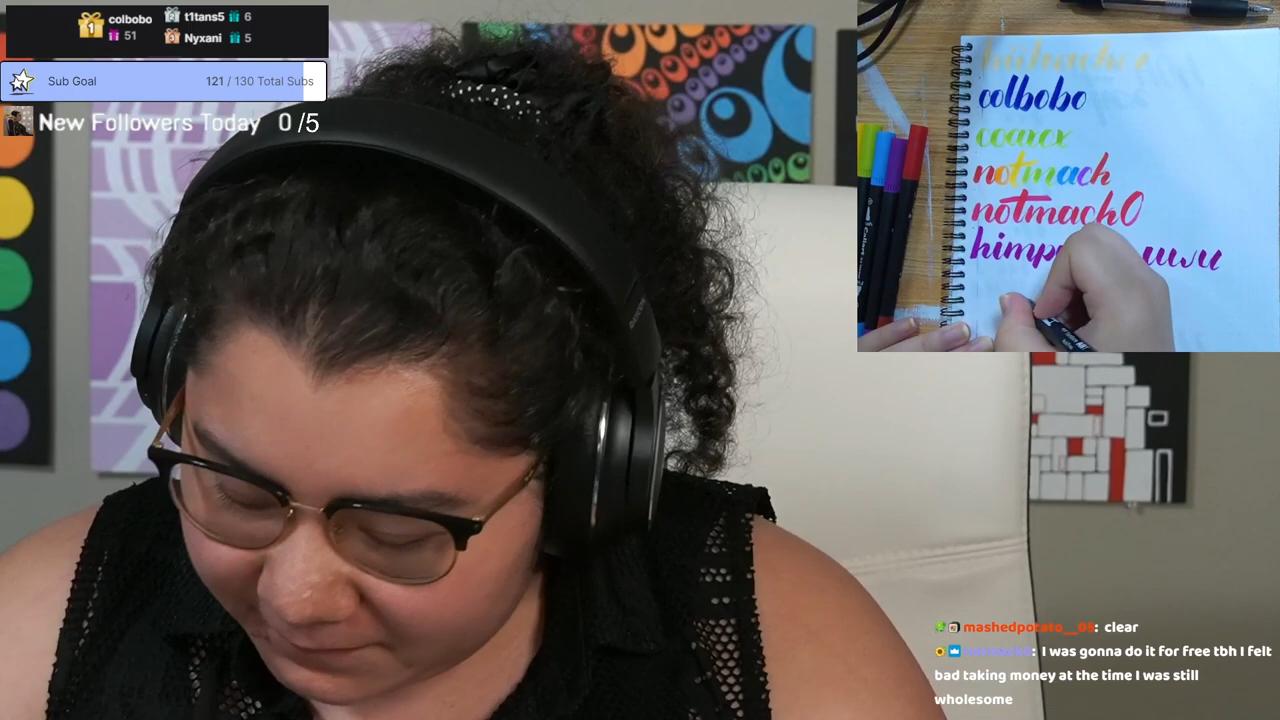 colbobo
51
t1tans5 6
Nyxani 5
Sub Goal 121 / 130 Total Subs
New Followers Today 0 /5
colbobo
coarcx
notmach
notmach0
himp
mashedpotato__05: clear
: I was gonna do it for free tbh I felt
bad taking money at the time I was still
wholesome